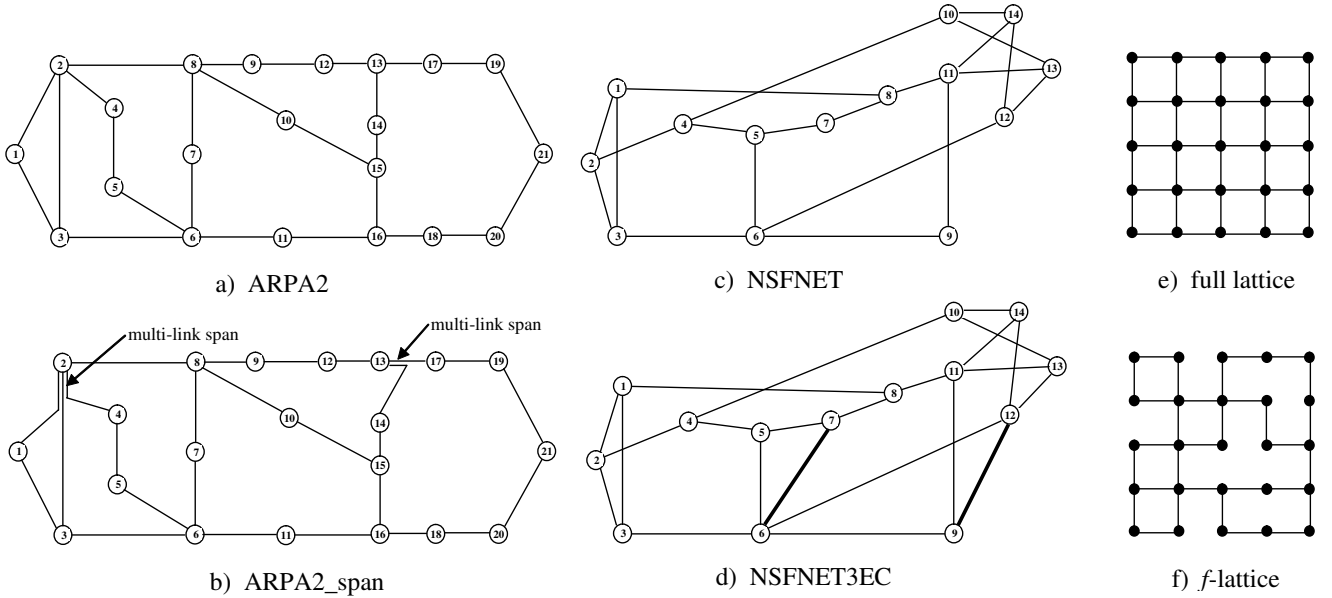 10 14
2 8 9 12 13 17 19
11 13
1 8
4
10 14 4 7 12
5
1 7 15 21 2
5
3 6 11 16 18 20 3 6 9
a) ARPA2
c) NSFNET
e) full lattice
multi-link span
multi-link span
10 14
2 8 9 12 13 17 19
11 13
1 8
4 10 14 4 7 12
5
1 7 15 21 2
5
3 6 11 16 18 20 3 6 9
b) ARPA2_span
d) NSFNET3EC
f) f-lattice